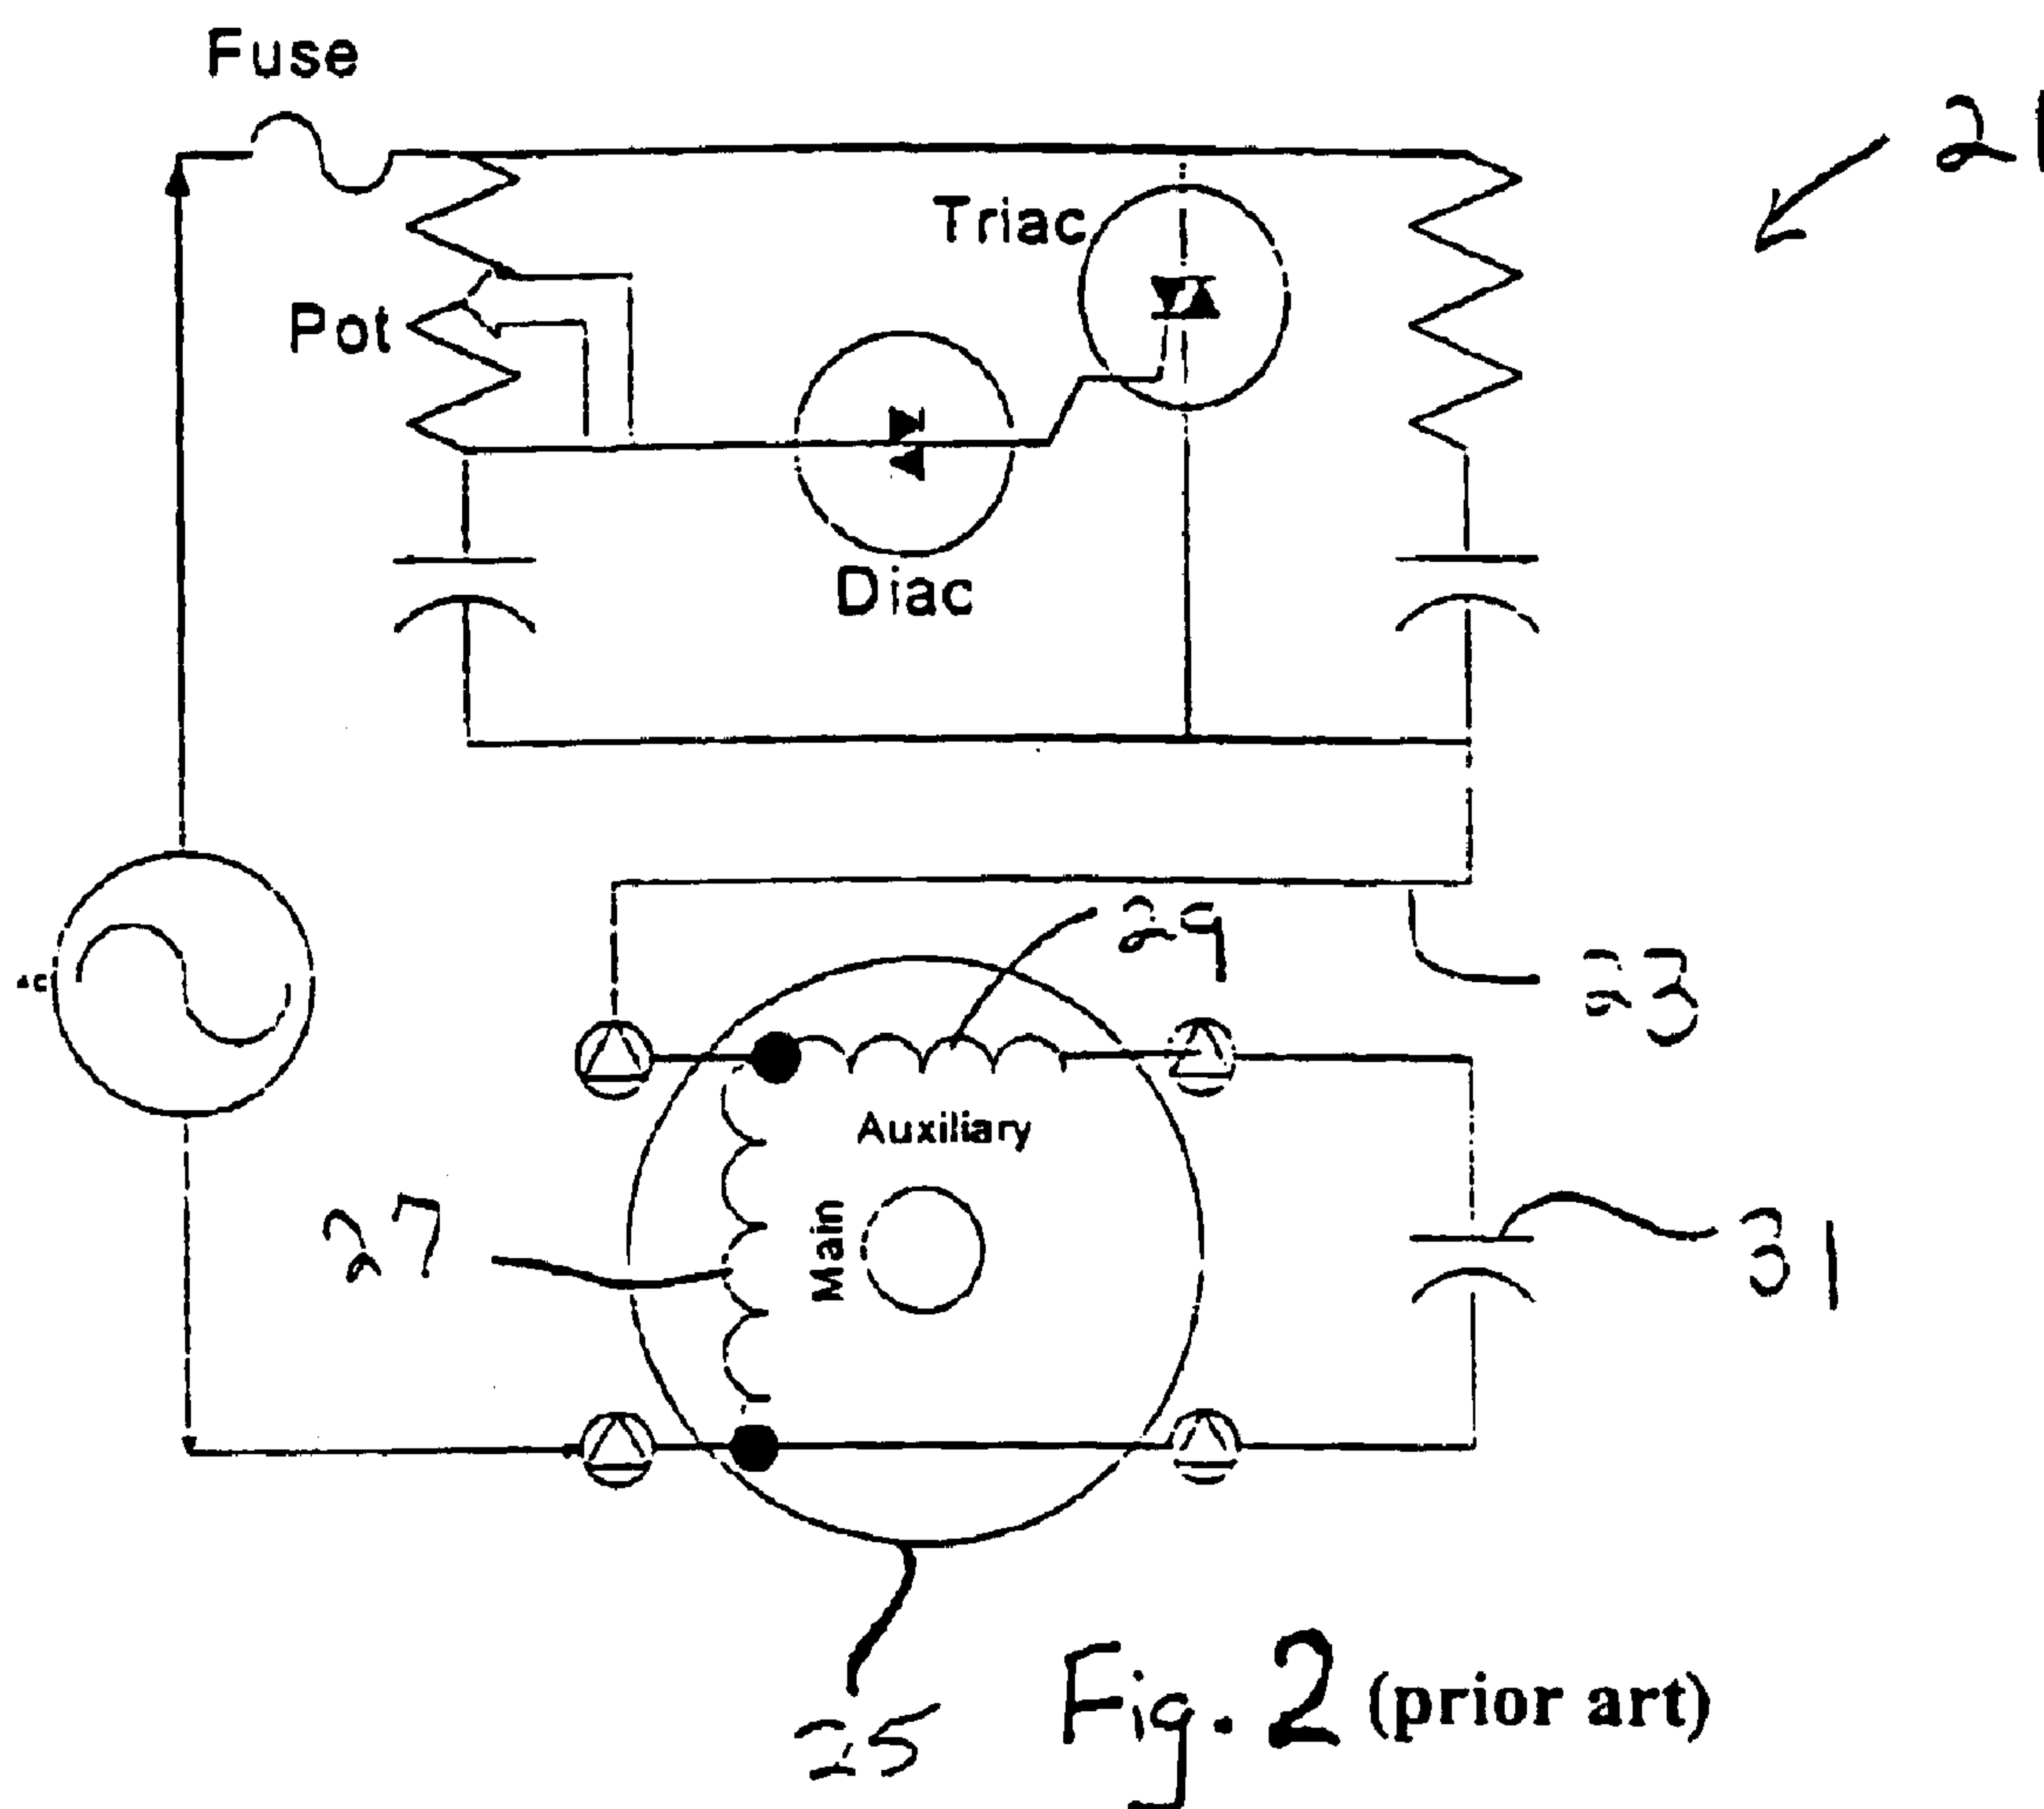 Fuse
21
Triac
Pot
Diac
29
23
Auxiliary
27
Main
31
25
Fig. 2 (prior art)